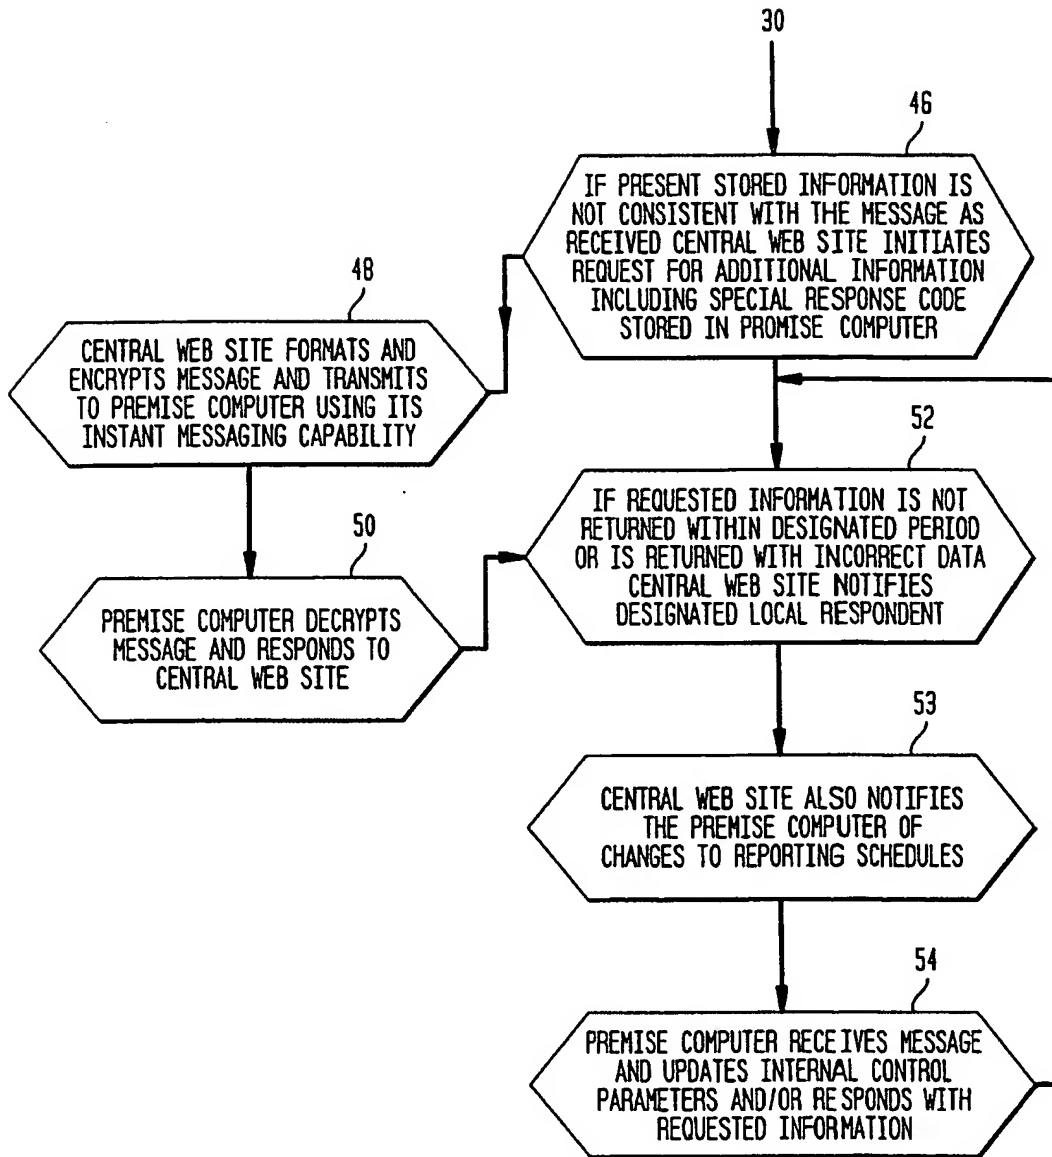 30
46
IF PRESENT STORED INFORMATION IS
NOT CONSISTENT WITH THE MESSAGE AS
RECEIVED CENTRAL WEB SITE INITIATES
REQUEST FOR ADDITIONAL INFORMATION
INCLUDING SPECIAL RESPONSE CODE
STORED IN PROMISE COMPUTER
48
CENTRAL WEB SITE FORMATS AND
ENCRYPTS MESSAGE AND TRANSMITS
TO PREMISE COMPUTER USING ITS
INSTANT MESSAGING CAPABILITY
50
PREMISE COMPUTER DECRYPTS
MESSAGE AND RESPONDS TO
CENTRAL WEB SITE
52
IF REQUESTED INFORMATION IS NOT
RETURNED WITHIN DESIGNATED PERIOD
OR IS RETURNED WITH INCORRECT DATA
CENTRAL WEB SITE NOTIFIES
DESIGNATED LOCAL RESPONDENT
53
CENTRAL WEB SITE ALSO NOTIFIES
THE PREMISE COMPUTER OF
CHANGES TO REPORTING SCHEDULES
54
PREMISE COMPUTER RECEIVES MESSAGE
AND UPDATES INTERNAL CONTROL
PARAMETERS AND/OR RESPONDS WITH
REQUESTED INFORMATION